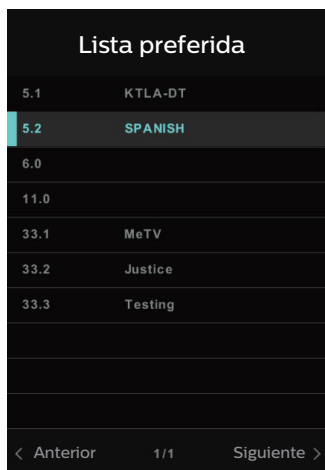 Lista preferida
5.1 KTLA-DT
5.2 SPANISH
6.0
11.0
33.1 MeTV
33.2 Justice
33.3 Testing
< Anterior 1/1 Siguiente >